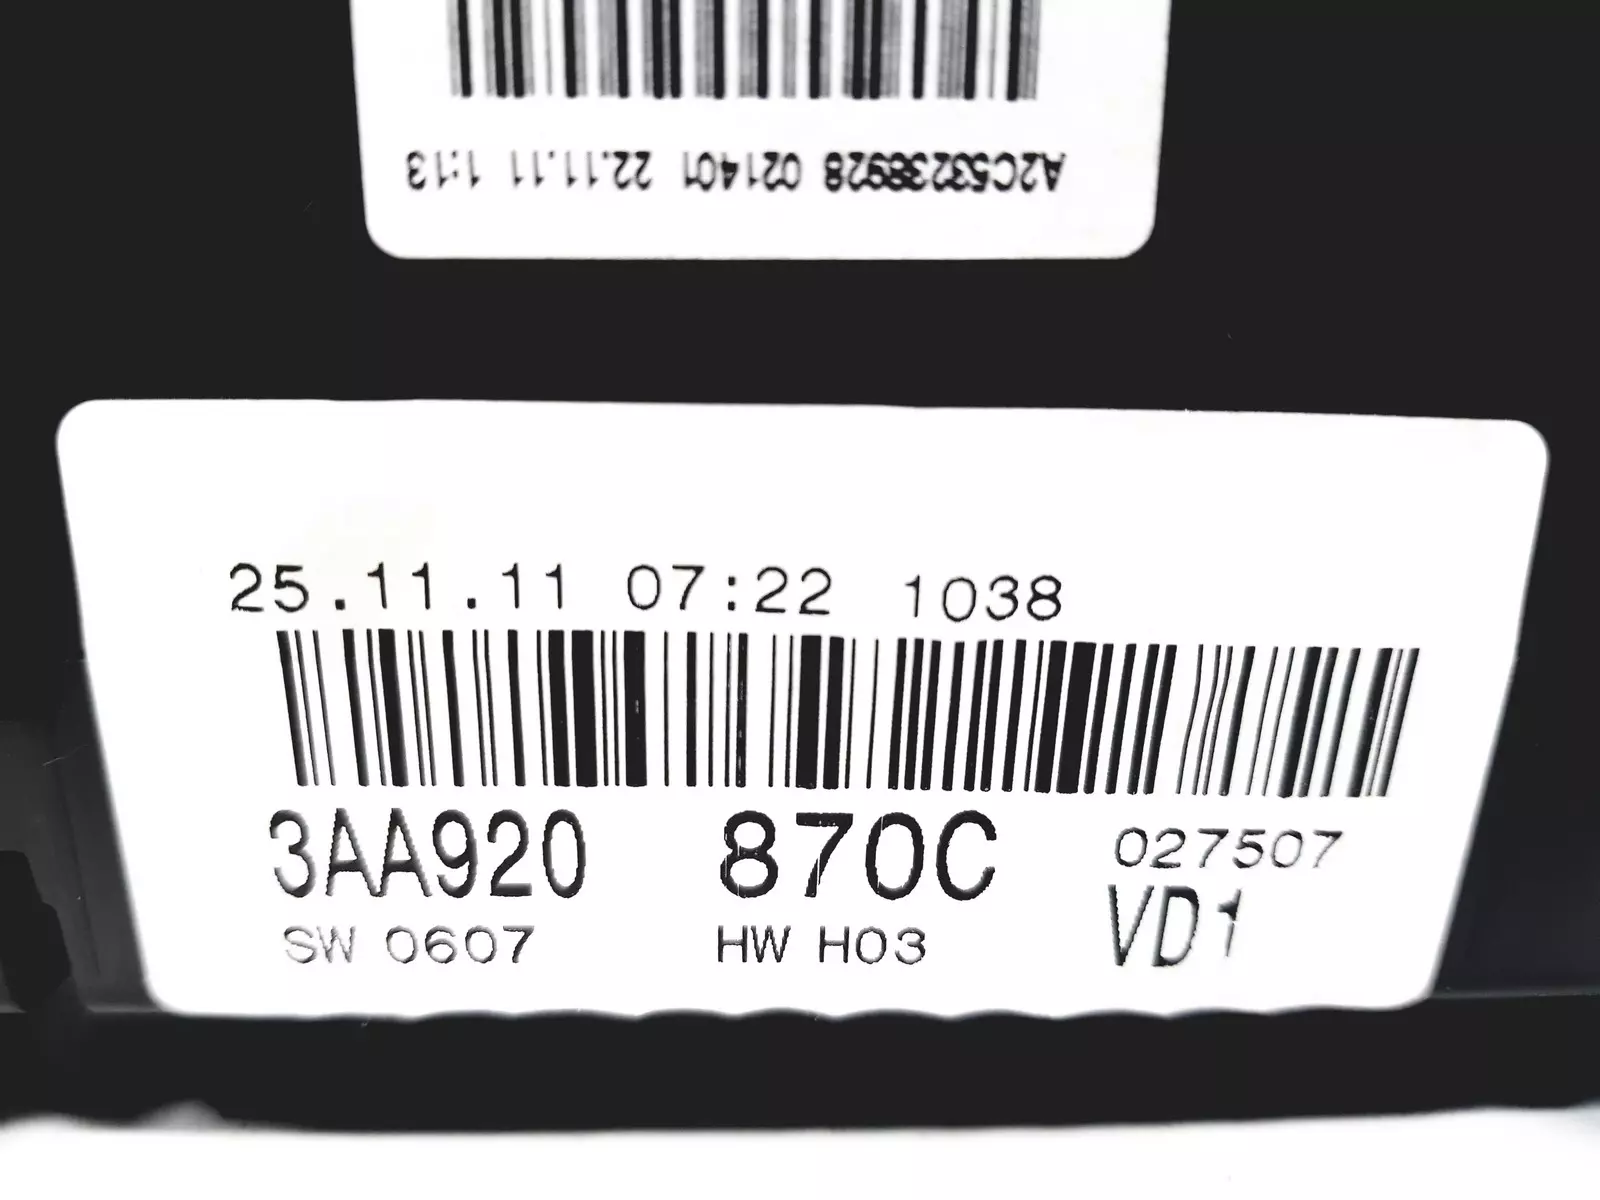 A2C53238928 021401 22.11.11 1:13
25.11.11 07:22 1038
3AA920 870C 027507
SW 0607 HW H03 VD1